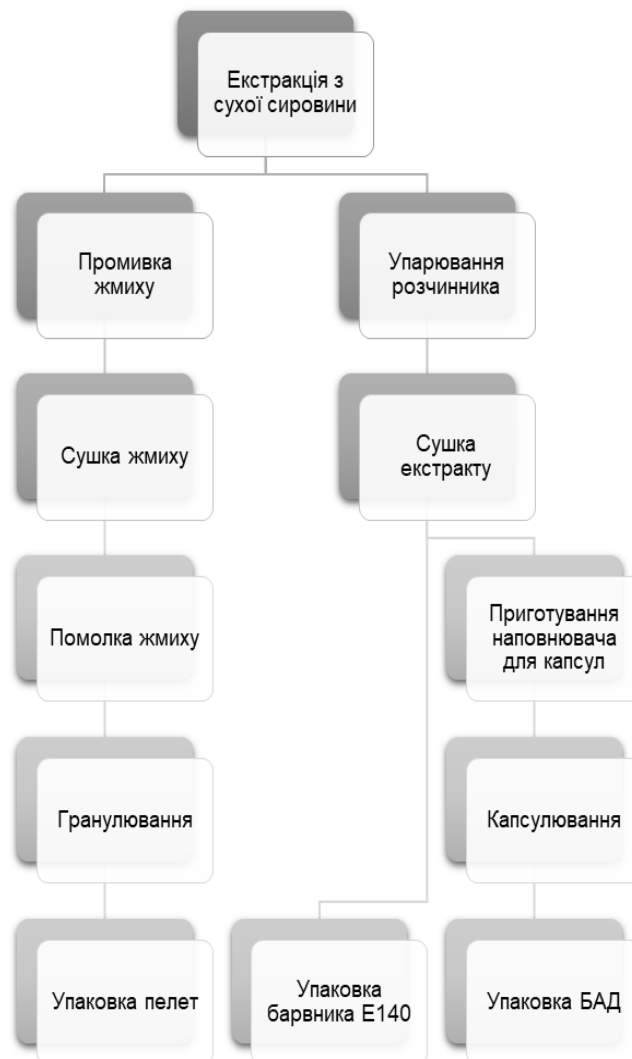 Екстракція з
сухої сировини
Промивка
жмиху
Упарювання
розчинника
Сушка жмиху
Сушка
екстракту
Помолка жмиху
Приготування
наповнювача
для капсул
Гранулювання
Капсулювання
Упаковка пелет
Упаковка
барвника Е140
Упаковка БАД